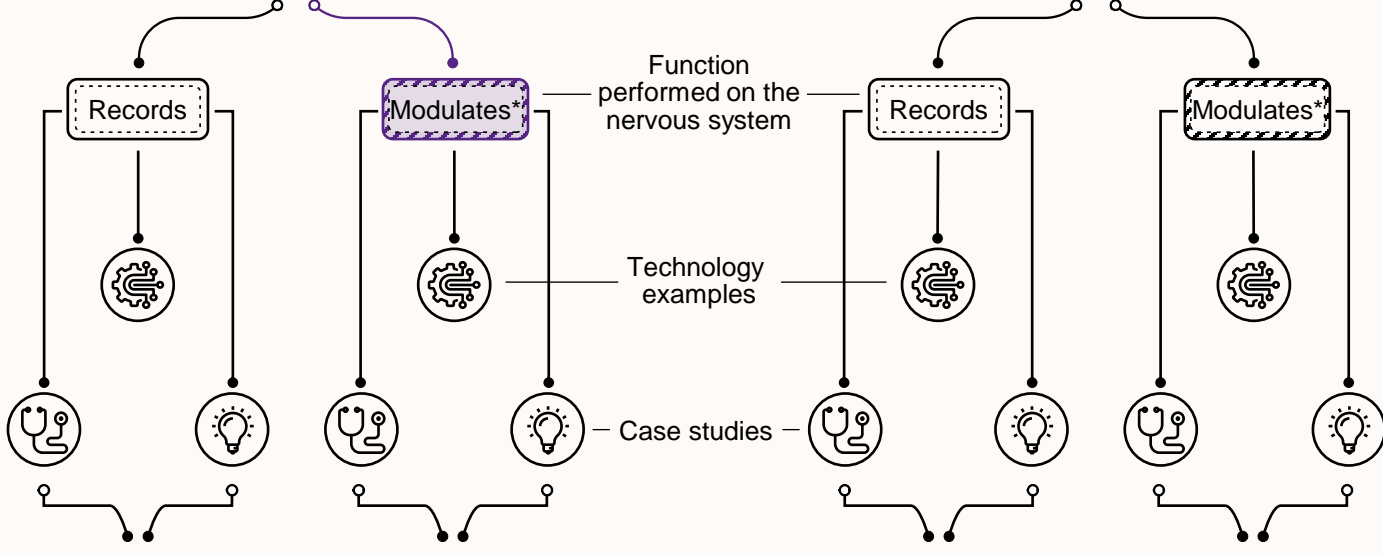 Function
performed on the
nervous system
Records
Modulates*
Records
Modulates*
Technology
examples
Case studies